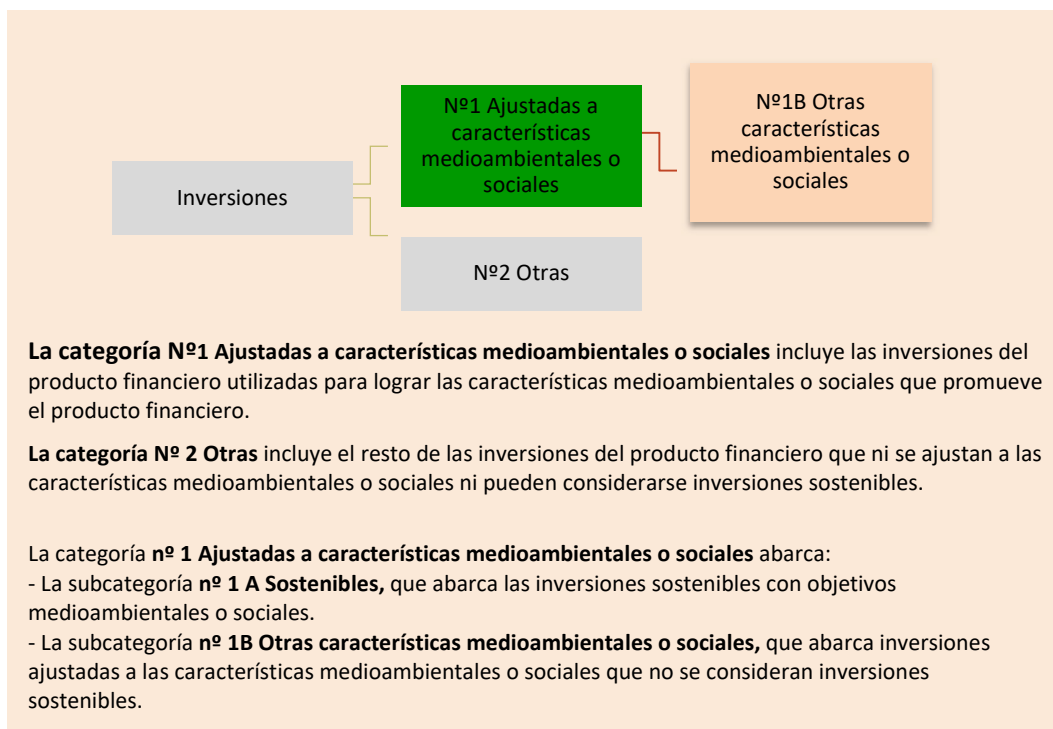 Nº1 Ajustadas a
características
medioambientales o
sociales
Nº1B Otras
características
medioambientales o
sociales
Inversiones
Nº2 Otras
La categoría Nº1 Ajustadas a características medioambientales o sociales incluye las inversiones del
producto financiero utilizadas para lograr las características medioambientales o sociales que promueve
el producto financiero.
La categoría Nº 2 Otras incluye el resto de las inversiones del producto financiero que ni se ajustan a las
características medioambientales o sociales ni pueden considerarse inversiones sostenibles.
La categoría nº 1 Ajustadas a características medioambientales o sociales abarca:
- La subcategoría nº 1 A Sostenibles, que abarca las inversiones sostenibles con objetivos
medioambientales o sociales.
- La subcategoría nº 1B Otras características medioambientales o sociales, que abarca inversiones
ajustadas a las características medioambientales o sociales que no se consideran inversiones
sostenibles.